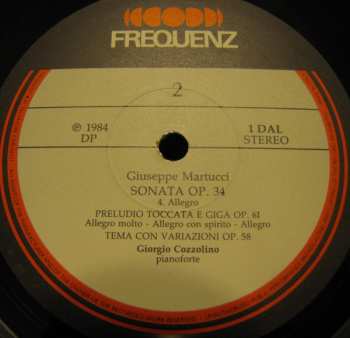 FREQUENZ
2
℗ 1984
DP
1 DAL
STEREO
Giuseppe Martucci
SONATA OP. 34
4. Allegro
PRELUDIO TOCCATA E GIGA OP. 61
Allegro molto - Allegro con spirito - Allegro
TEMA CON VARIAZIONI OP. 58
Giorgio Cozzolino
pianoforte